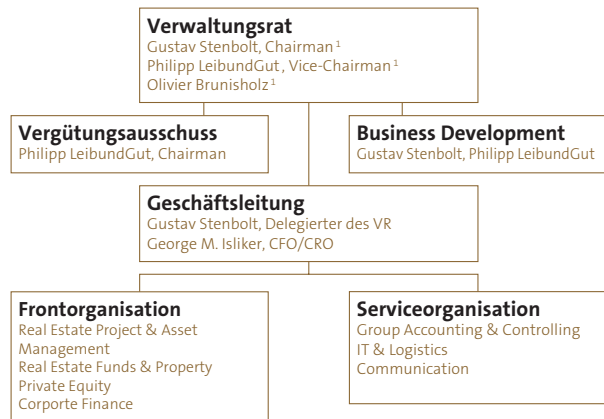 Verwaltungsrat
Gustav Stenbolt, Chairman ¹
Philipp LeibundGut, Vice-Chairman ¹
Olivier Brunisholz ¹
Vergütungsausschuss
Philipp LeibundGut, Chairman
Business Development
Gustav Stenbolt, Philipp LeibundGut
Geschäftsleitung
Gustav Stenbolt, Delegierter des VR
George M. Isliker, CFO/CRO
Frontorganisation
Real Estate Project & Asset
Management
Real Estate Funds & Property
Private Equity
Corporte Finance
Serviceorganisation
Group Accounting & Controlling
IT & Logistics
Communication